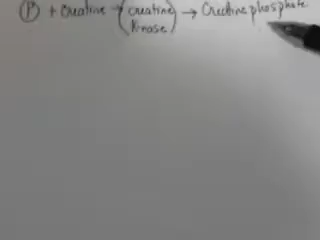 P + creatine → (creatine kinase) → Creatine phosphate